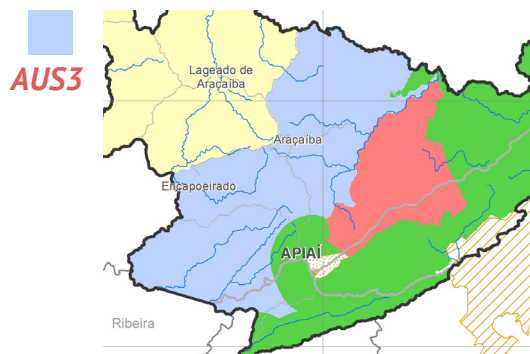 AUS3
Lageado de
Araçaíba
Araçaíba
Encapoeirado
APIAÍ
Ribeira